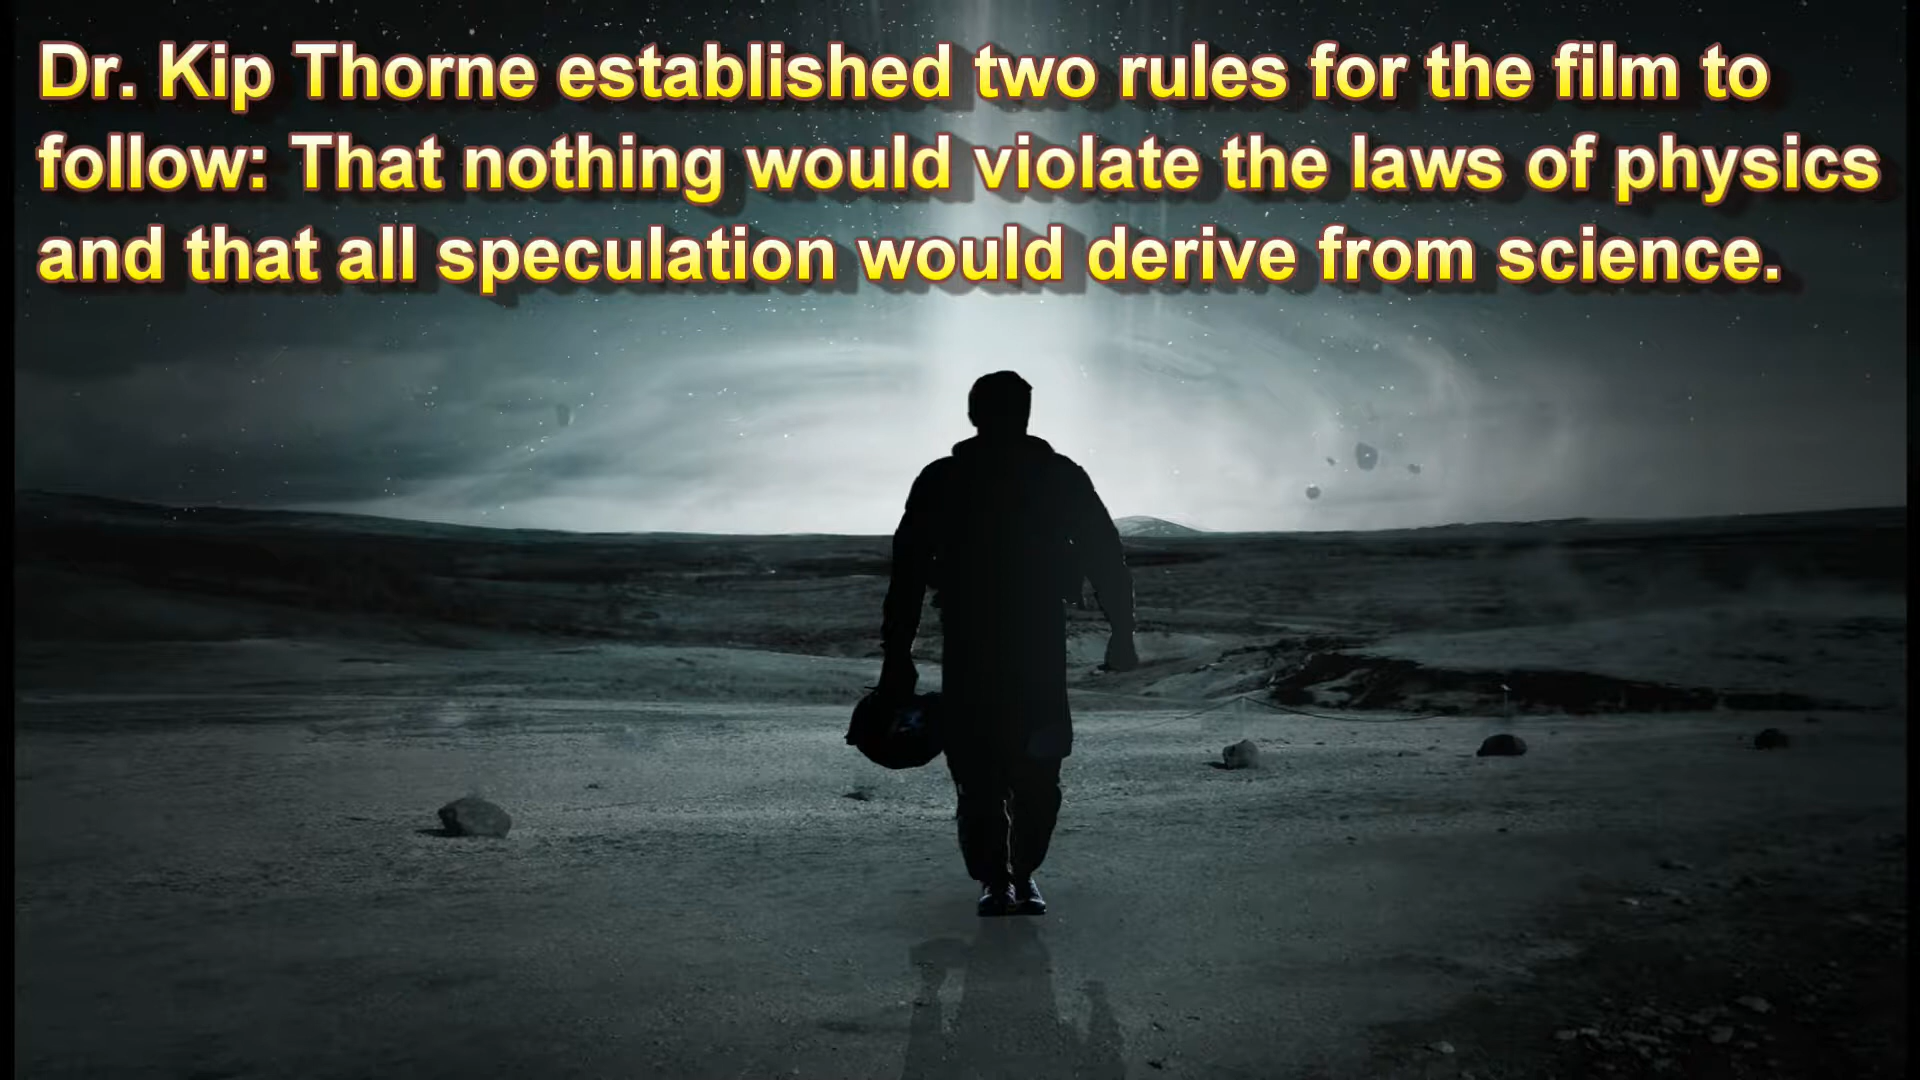 Dr. Kip Thorne established two rules for the film to
follow: That nothing would violate the laws of physics
and that all speculation would derive from science.